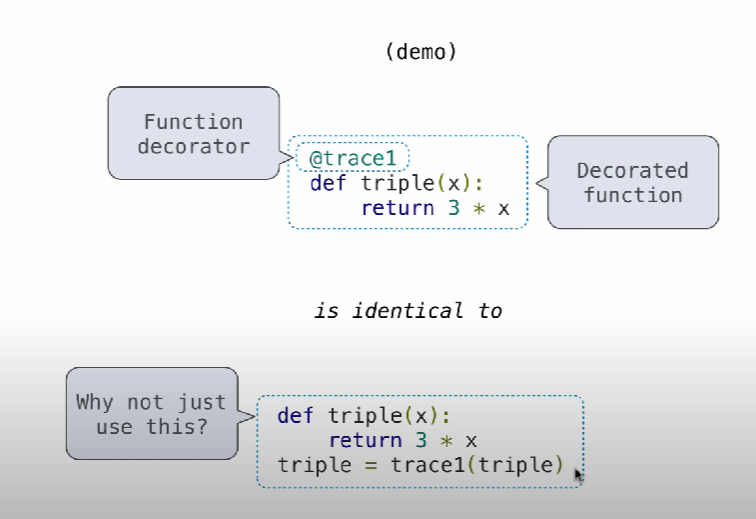 (demo)
Function
decorator
@trace1
def triple(x):
    return 3 * x
Decorated
function
is identical to
Why not just
use this?
def triple(x):
    return 3 * x
triple = trace1(triple)